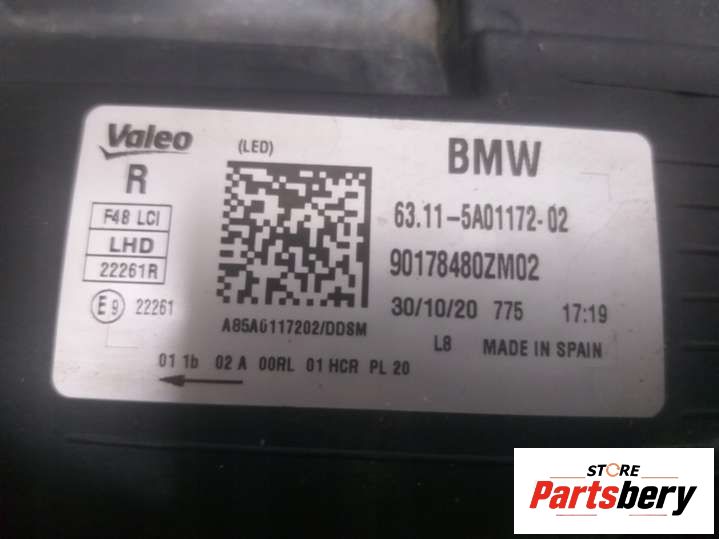 Valeo
(LED)
BMW
R
F48 LCI
LHD
22261R
E9 22261
63.11-5A01172-02
90178480ZM02
30/10/20 775 17:19
A85A0117202/DDSM
L8 MADE IN SPAIN
01 1b 02 A 00RL 01 HCR PL 20
STORE
Partsbery